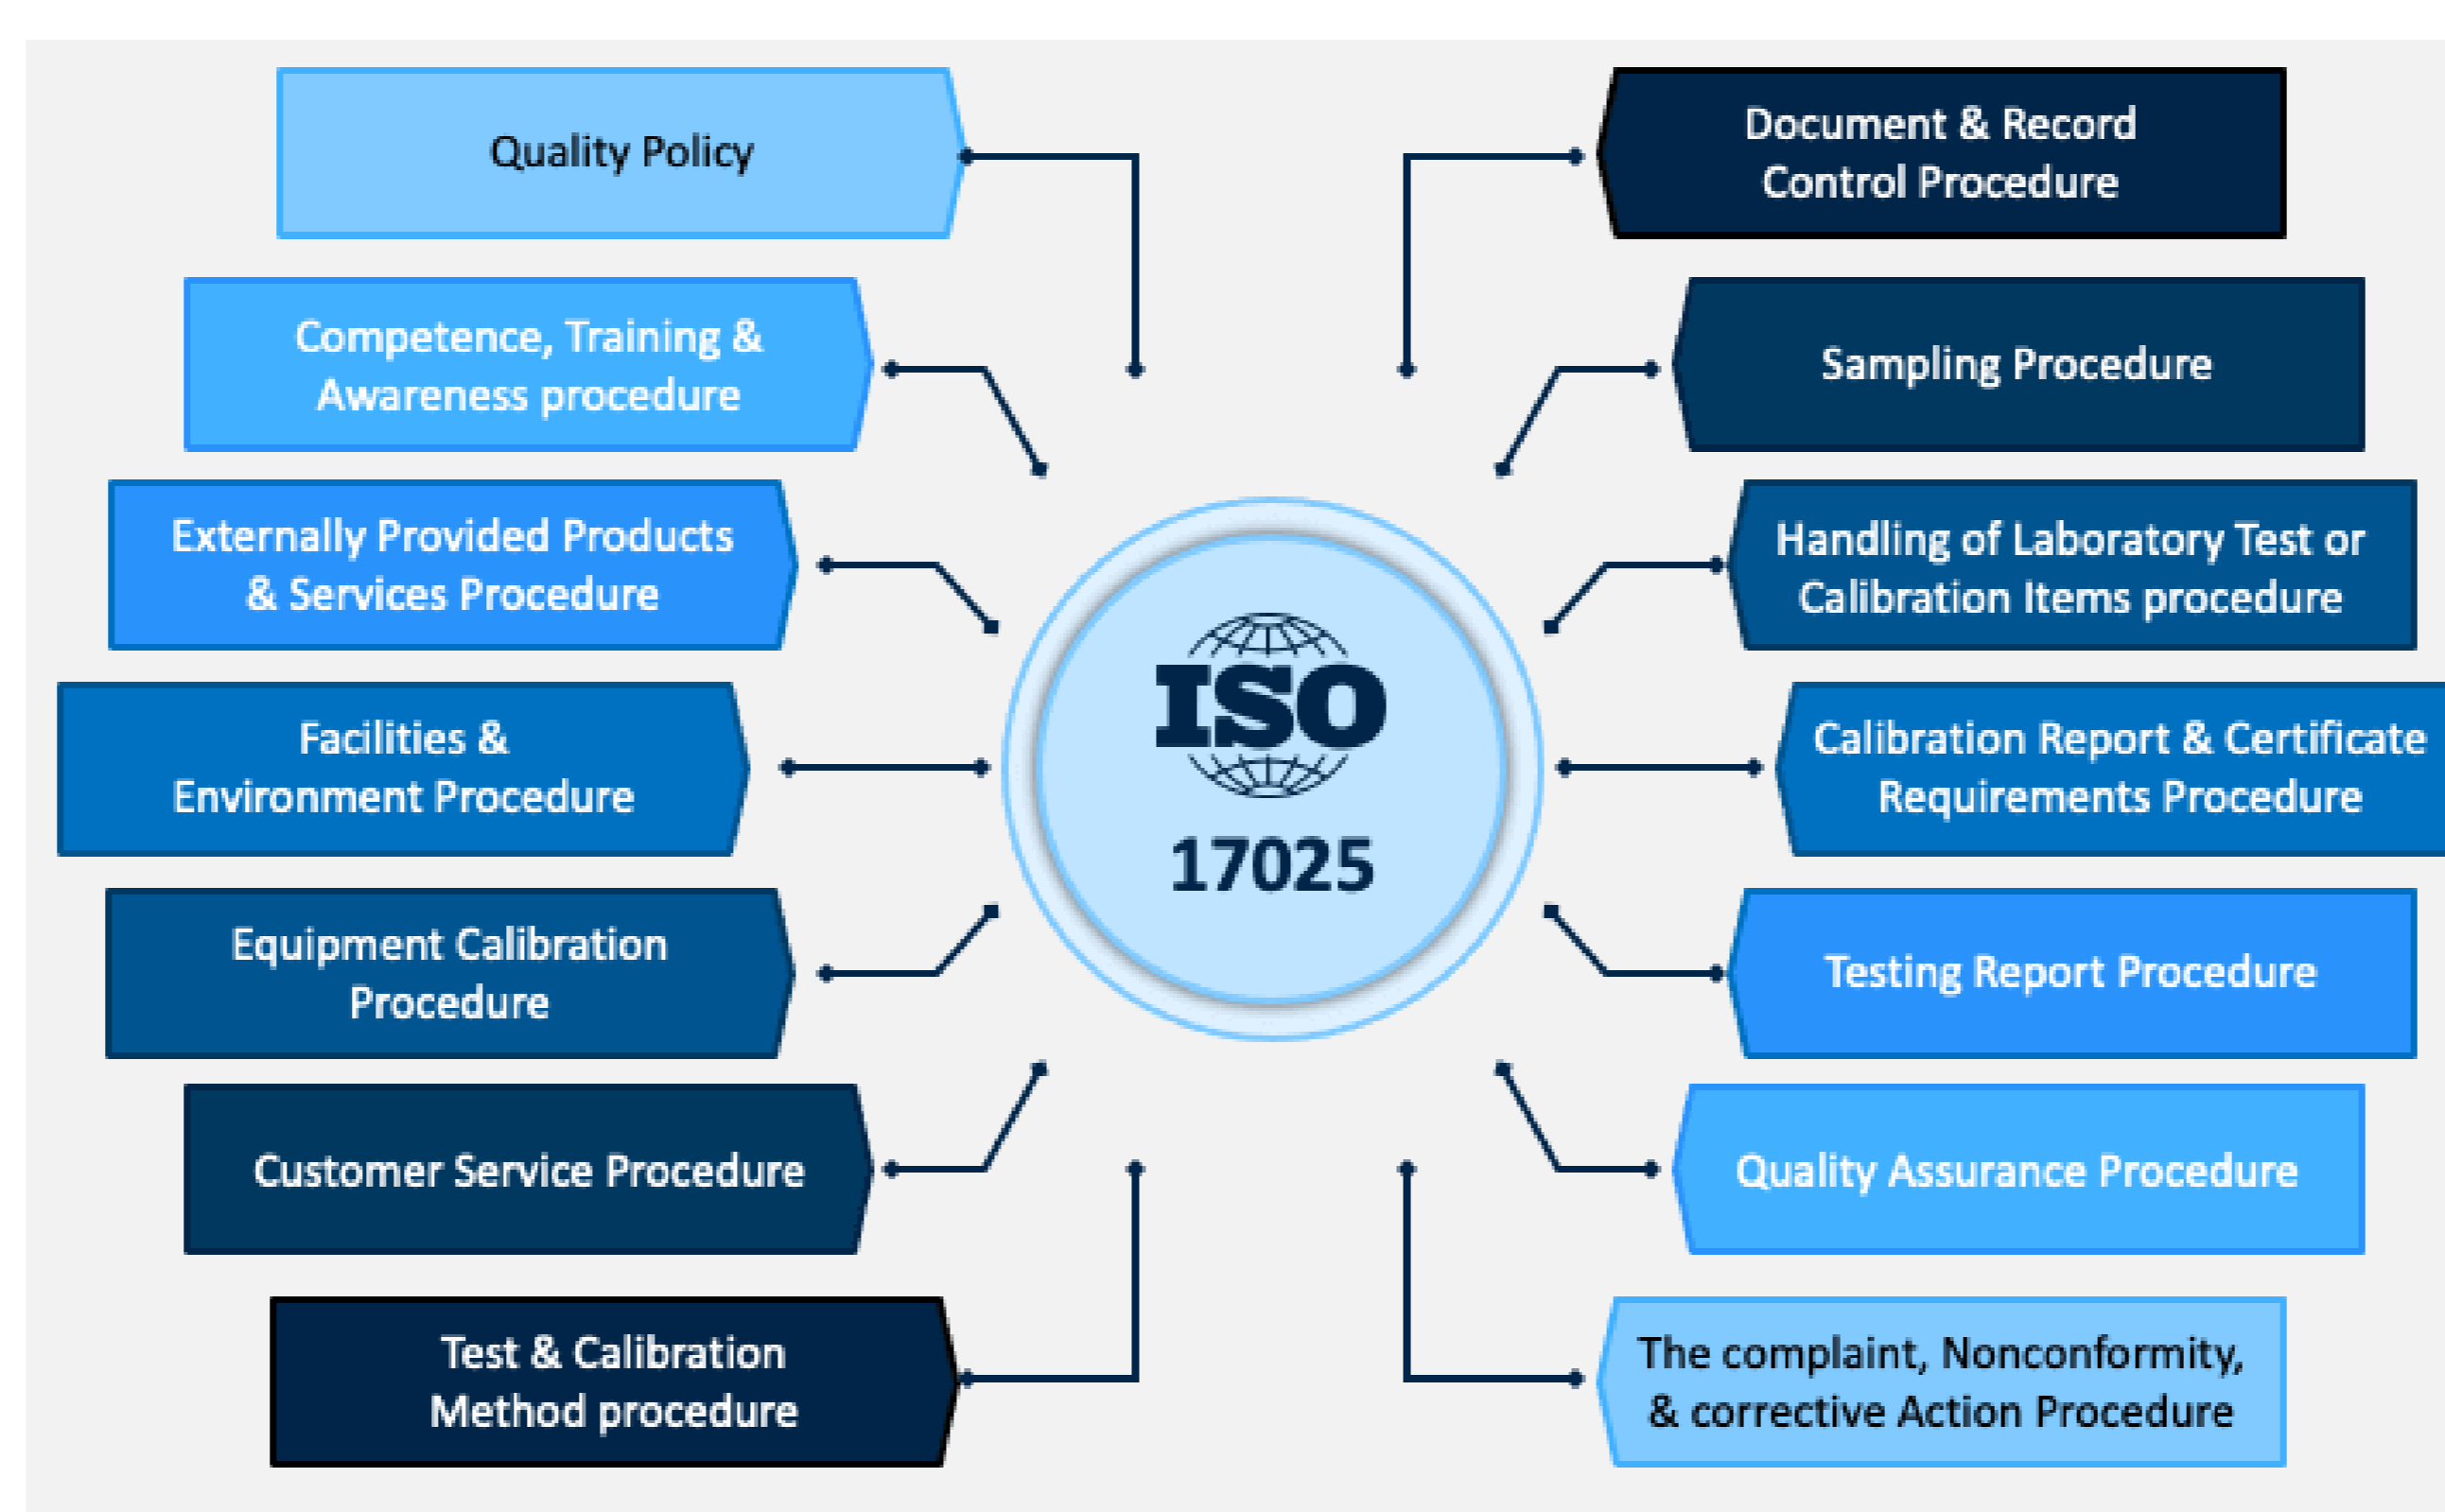 Quality Policy
Competence, Training &
Awareness procedure
Externally Provided Products
& Services Procedure
Facilities &
Environment Procedure
Equipment Calibration
Procedure
Customer Service Procedure
Test & Calibration
Method procedure
ISO
17025
Document & Record
Control Procedure
Sampling Procedure
Handling of Laboratory Test or
Calibration Items procedure
Calibration Report & Certificate
Requirements Procedure
Testing Report Procedure
Quality Assurance Procedure
The complaint, Nonconformity,
& corrective Action Procedure